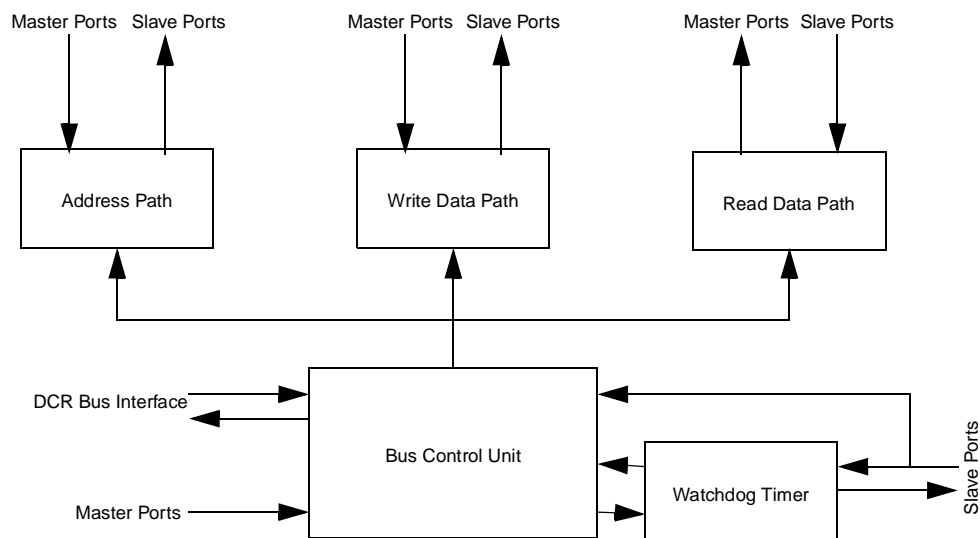 Master Ports Slave Ports
Master Ports Slave Ports
Master Ports Slave Ports
Address Path
Write Data Path
Read Data Path
DCR Bus Interface
Bus Control Unit
Master Ports
Watchdog Timer
Slave Ports